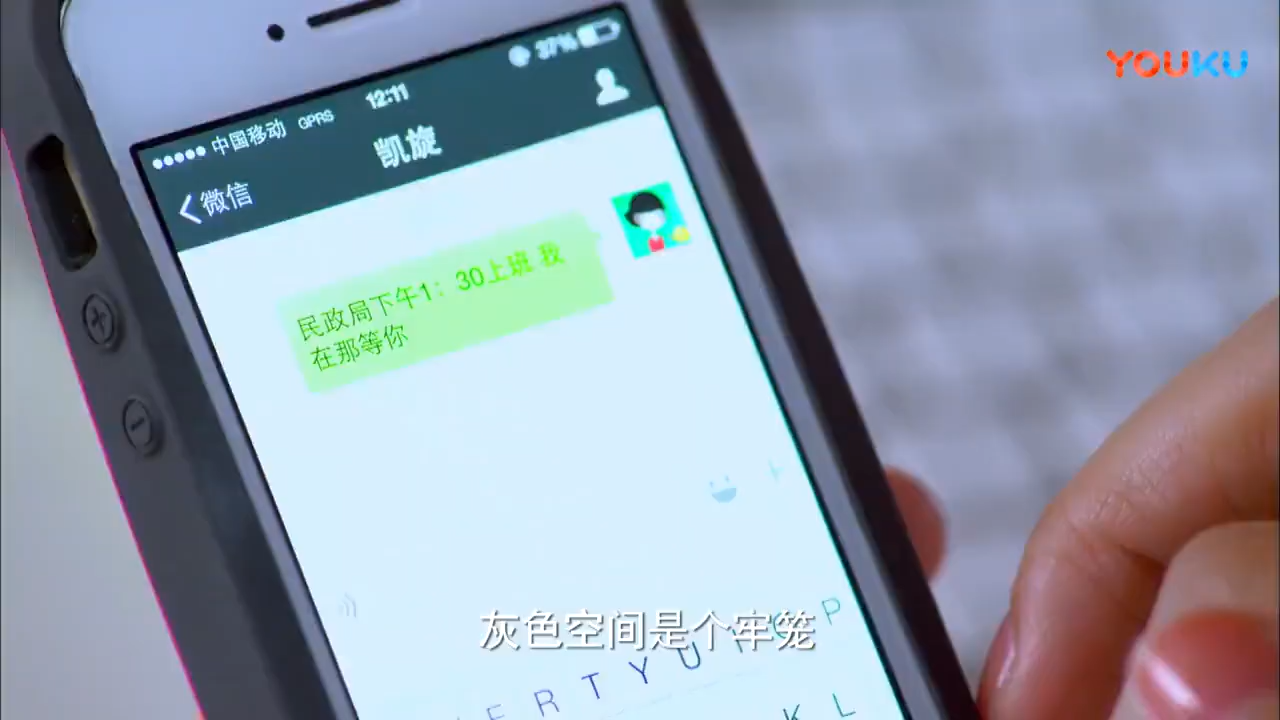 YOUKU
中国移动 GPRS 12:11 37%
微信 凯旋
民政局下午1：30上班 我
在那等你
灰色空间是个牢笼
E R T Y U I O P
K L